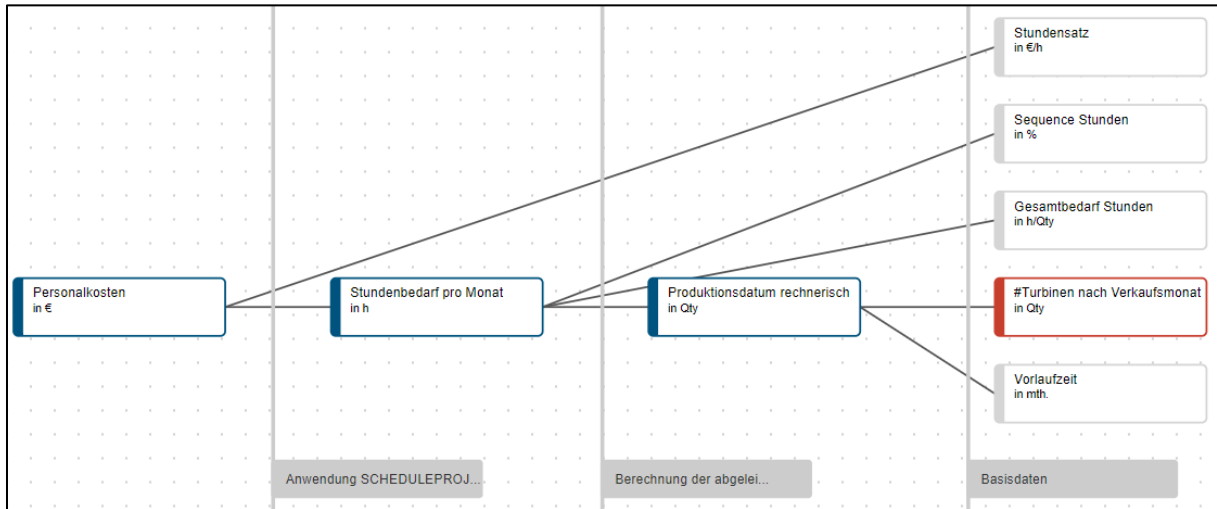 Stundensatz
in €/h
Sequence Stunden
in %
Gesamtbedarf Stunden
in h/Qty
Personalkosten
in €
Stundenbedarf pro Monat
in h
Produktionsdatum rechnerisch
in Qty
#Turbinen nach Verkaufsmonat
in Qty
Vorlaufzeit
in mth.
Anwendung SCHEDULEPROJ...
Berechnung der abgelei...
Basisdaten